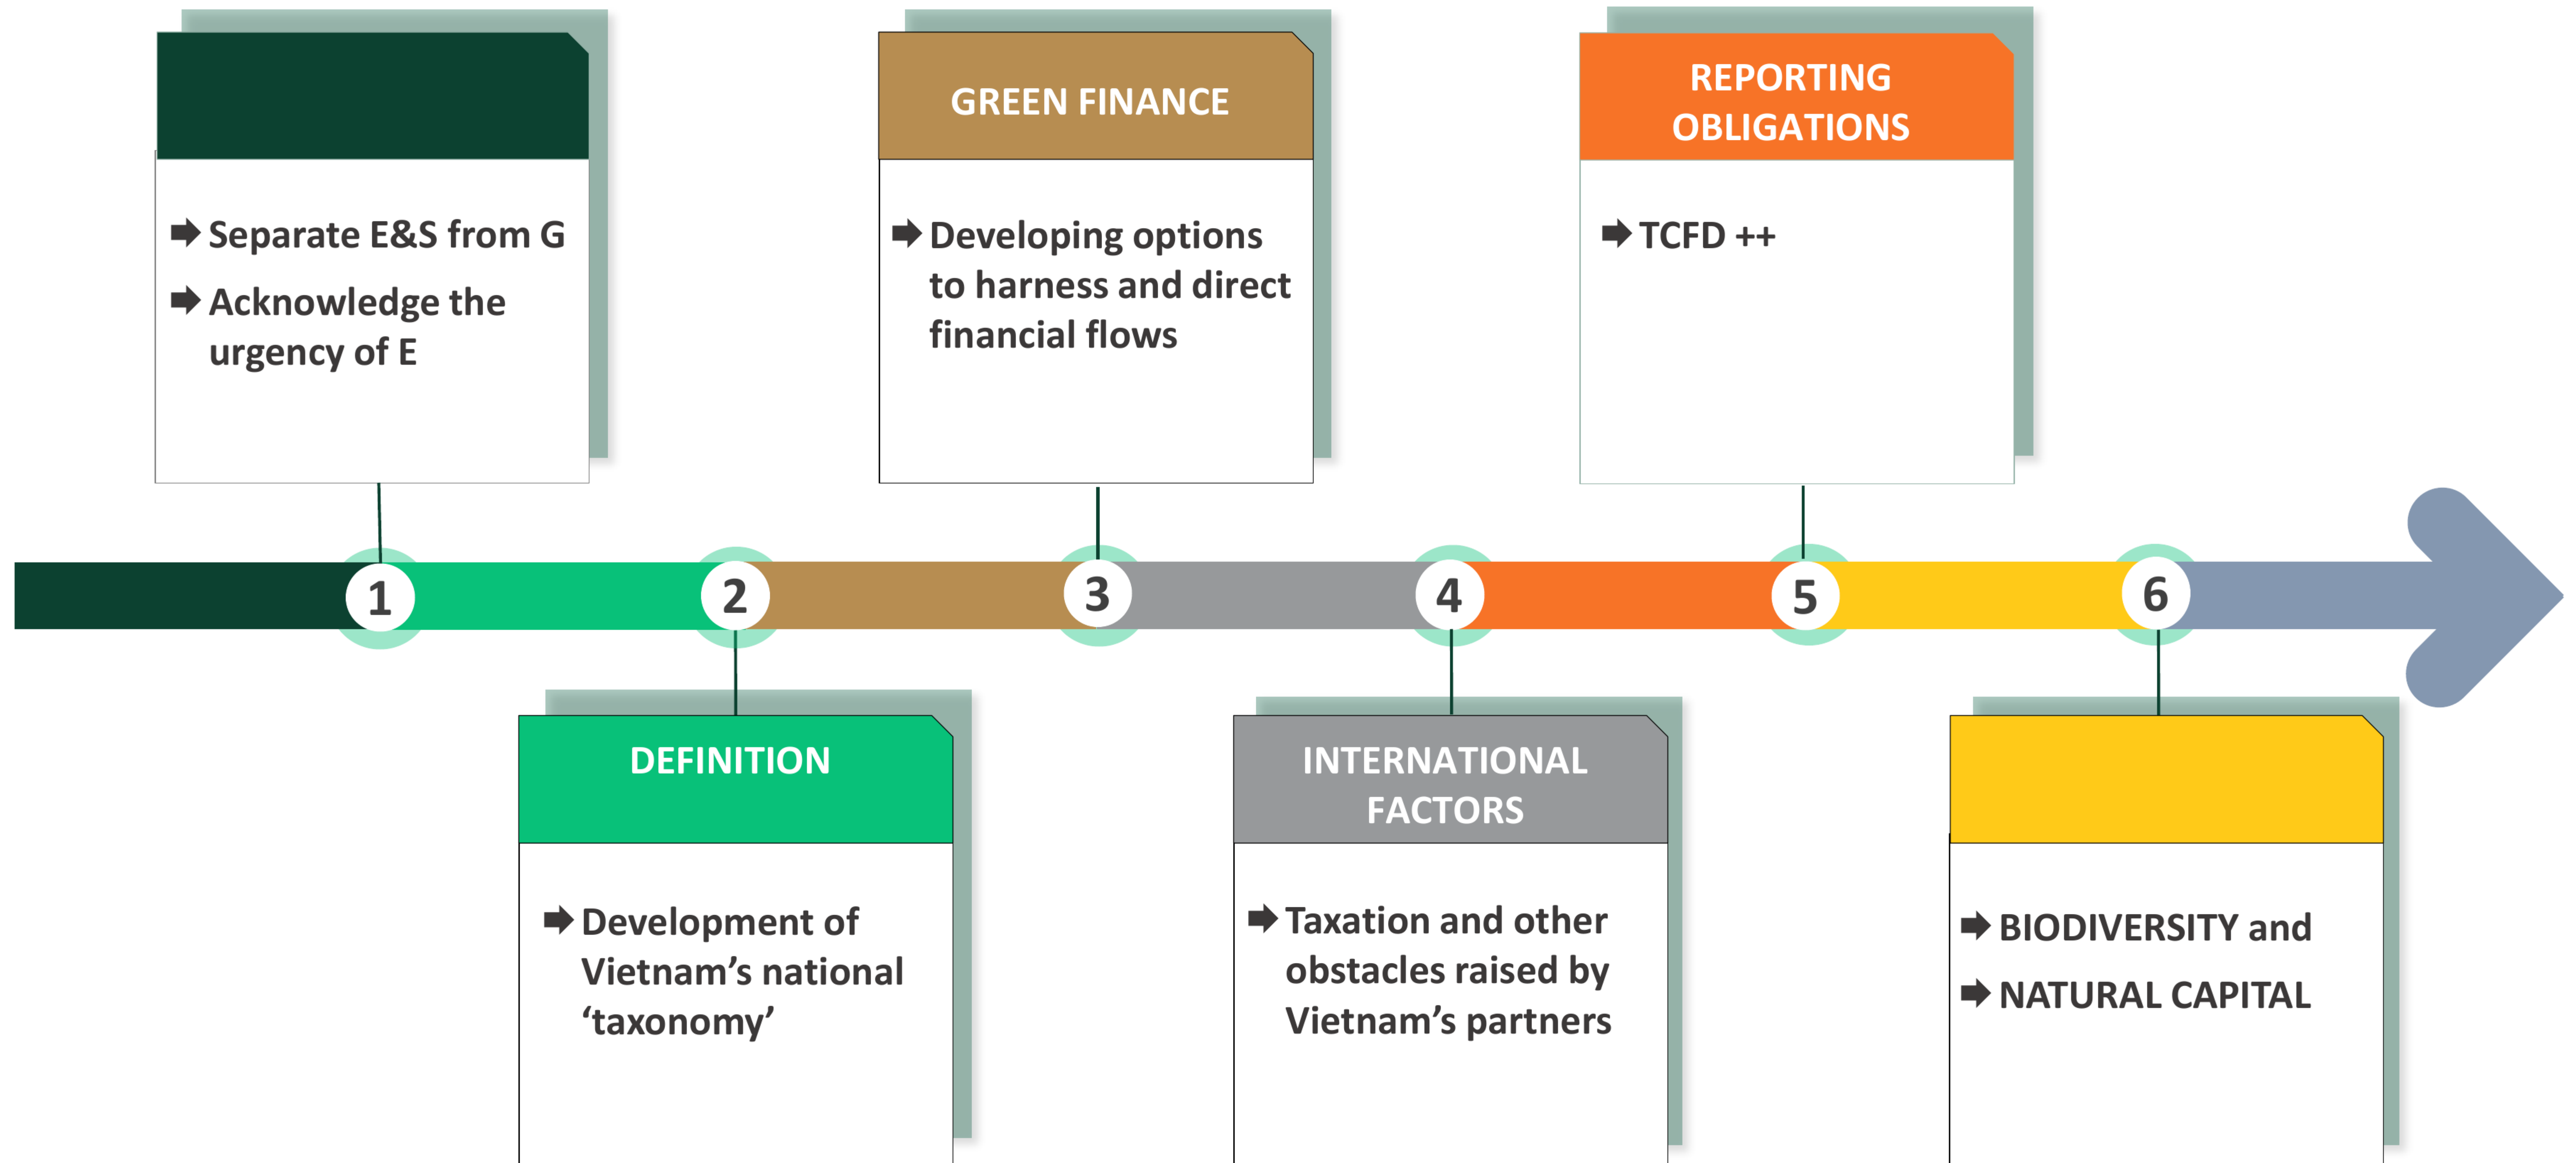 Separate E&S from G
Acknowledge the
urgency of E
GREEN FINANCE
Developing options
to harness and direct
financial flows
REPORTING
OBLIGATIONS
TCFD ++
1
2
3
4
5
6
DEFINITION
Development of
Vietnam’s national
‘taxonomy’
INTERNATIONAL
FACTORS
Taxation and other
obstacles raised by
Vietnam’s partners
BIODIVERSITY and
NATURAL CAPITAL